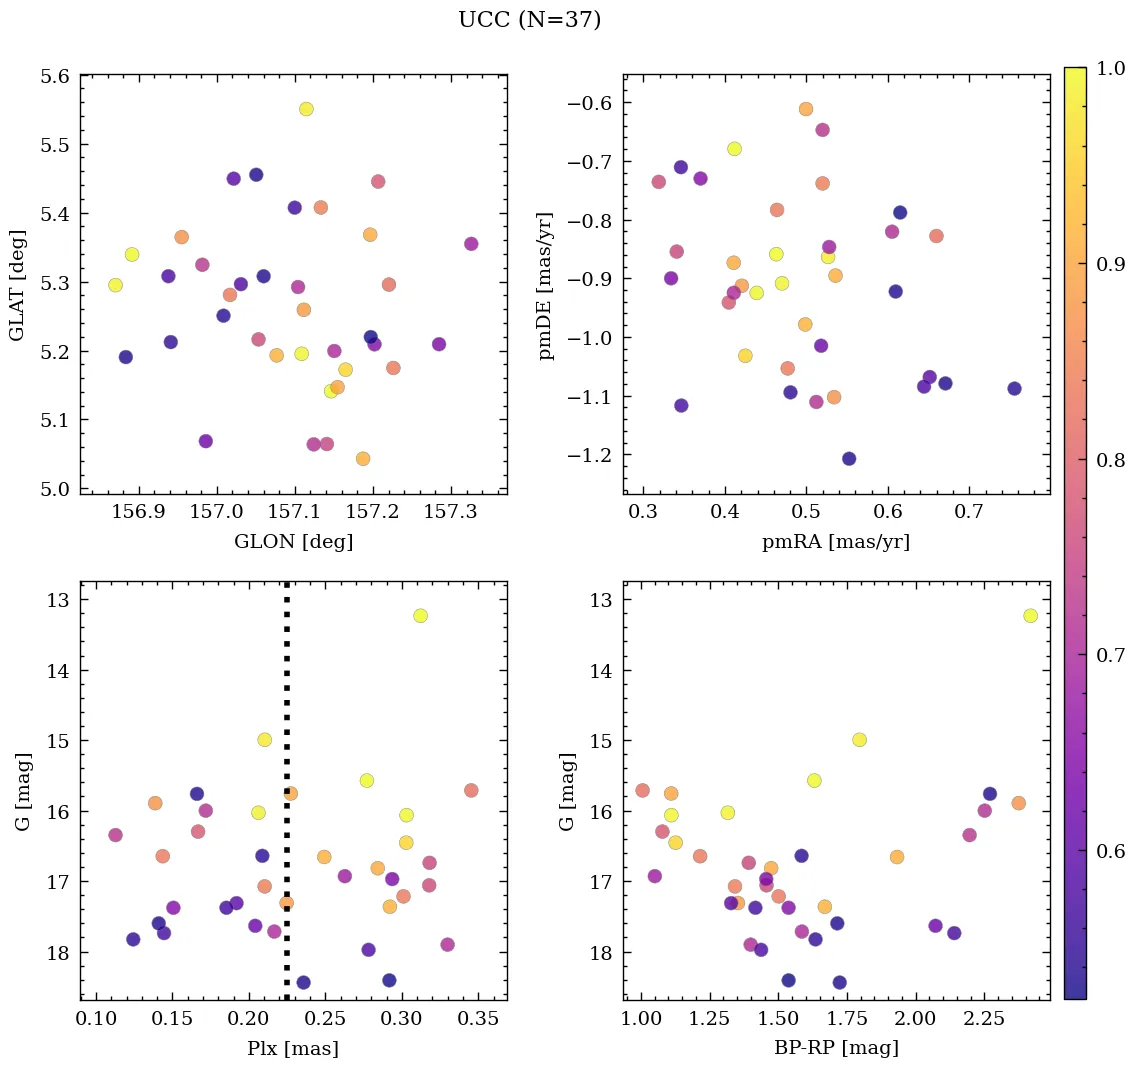 UCC (N=37)
5.6
5.5
5.4
5.3
5.2
5.1
5.0
GLAT [deg]
156.9 157.0 157.1 157.2 157.3
GLON [deg]
−0.6
−0.7
−0.8
−0.9
−1.0
−1.1
−1.2
pmDE [mas/yr]
0.3 0.4 0.5 0.6 0.7
pmRA [mas/yr]
1.0
0.9
0.8
0.7
0.6
13
14
15
16
17
18
G [mag]
0.10 0.15 0.20 0.25 0.30 0.35
Plx [mas]
13
14
15
16
17
18
G [mag]
1.00 1.25 1.50 1.75 2.00 2.25
BP-RP [mag]